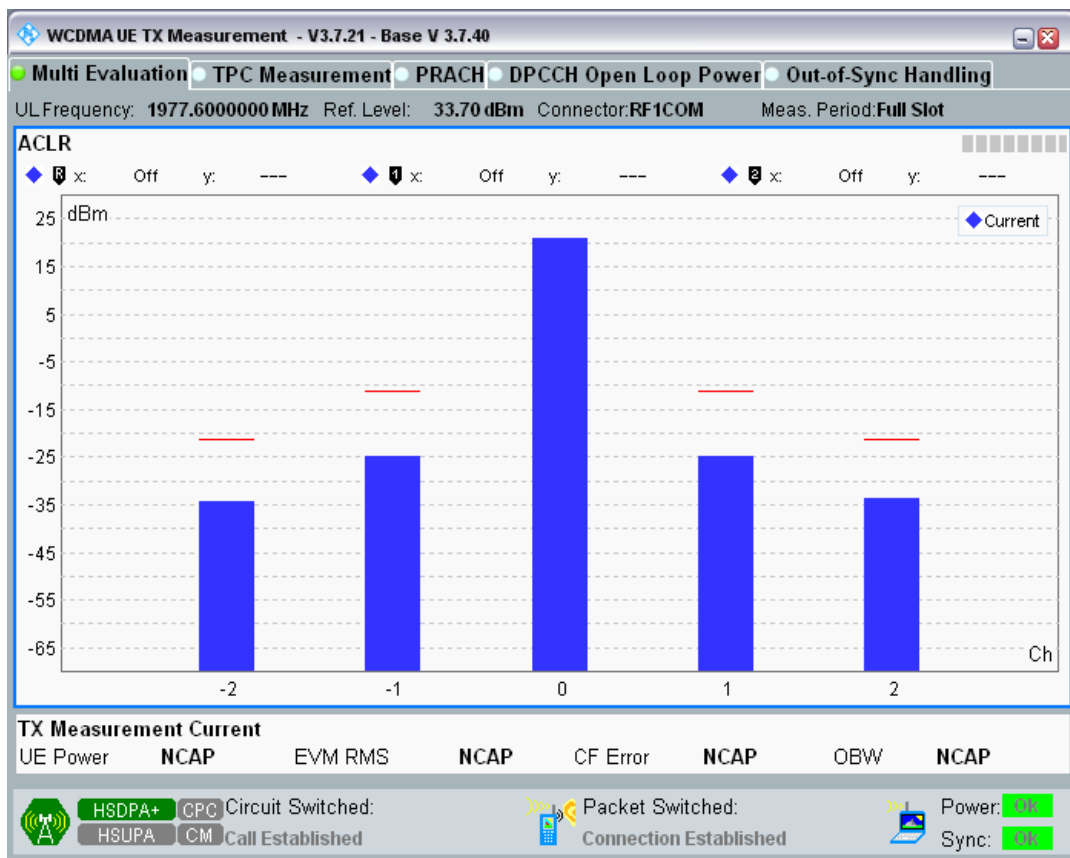 WCDMA UE TX Measurement - V3.7.21 - Base V 3.7.40
Multi Evaluation TPC Measurement PRACH DPCCH Open Loop Power Out-of-Sync Handling
UL Frequency: 1977.6000000 MHz Ref. Level: 33.70 dBm Connector:RF1COM Meas. Period:Full Slot
ACLR
R x: Off y: --- 1 x: Off y: --- 2 x: Off y: ---
dBm
Current
25
15
5
-5
-15
-25
-35
-45
-55
-65
Ch
-2 -1 0 1 2
TX Measurement Current
UE Power NCAP EVM RMS NCAP CF Error NCAP OBW NCAP
HSDPA+ CPC Circuit Switched: Packet Switched: Power: Ok
HSUPA CM Call Established Connection Established Sync: Ok